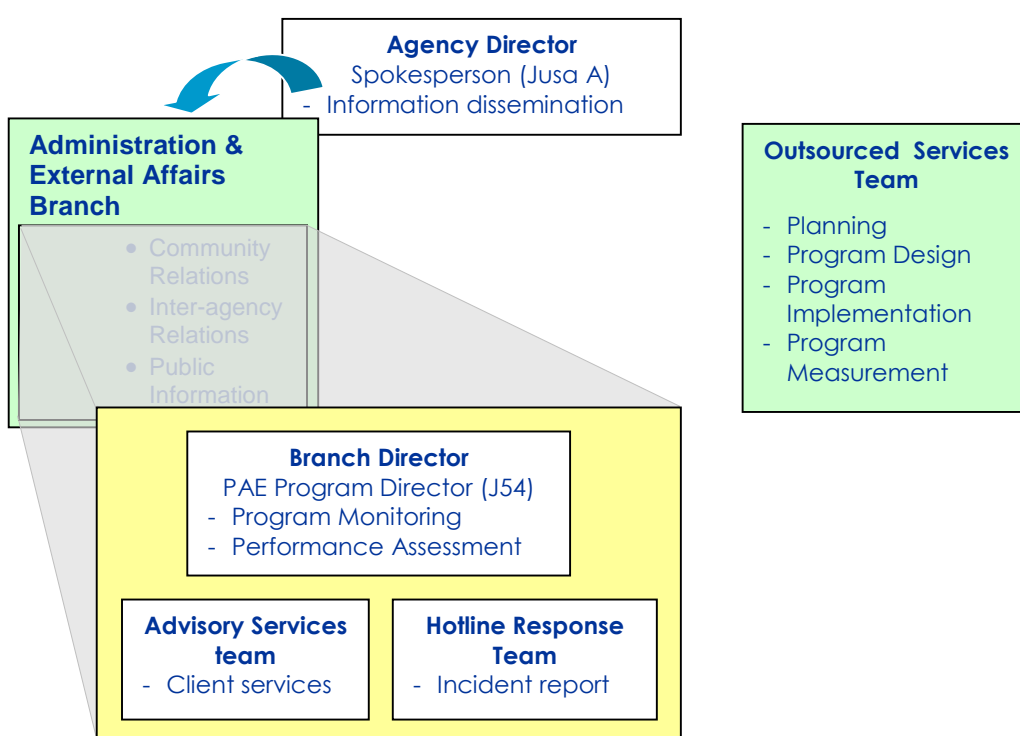 Agency Director
Spokesperson (Jusa A)
- Information dissemination
Administration &
External Affairs
Branch
• Community
Relations
• Inter-agency
Relations
• Public
Information
Outsourced Services
Team
- Planning
- Program Design
- Program
Implementation
- Program
Measurement
Branch Director
PAE Program Director (J54)
- Program Monitoring
- Performance Assessment
Advisory Services
team
- Client services
Hotline Response
Team
- Incident report